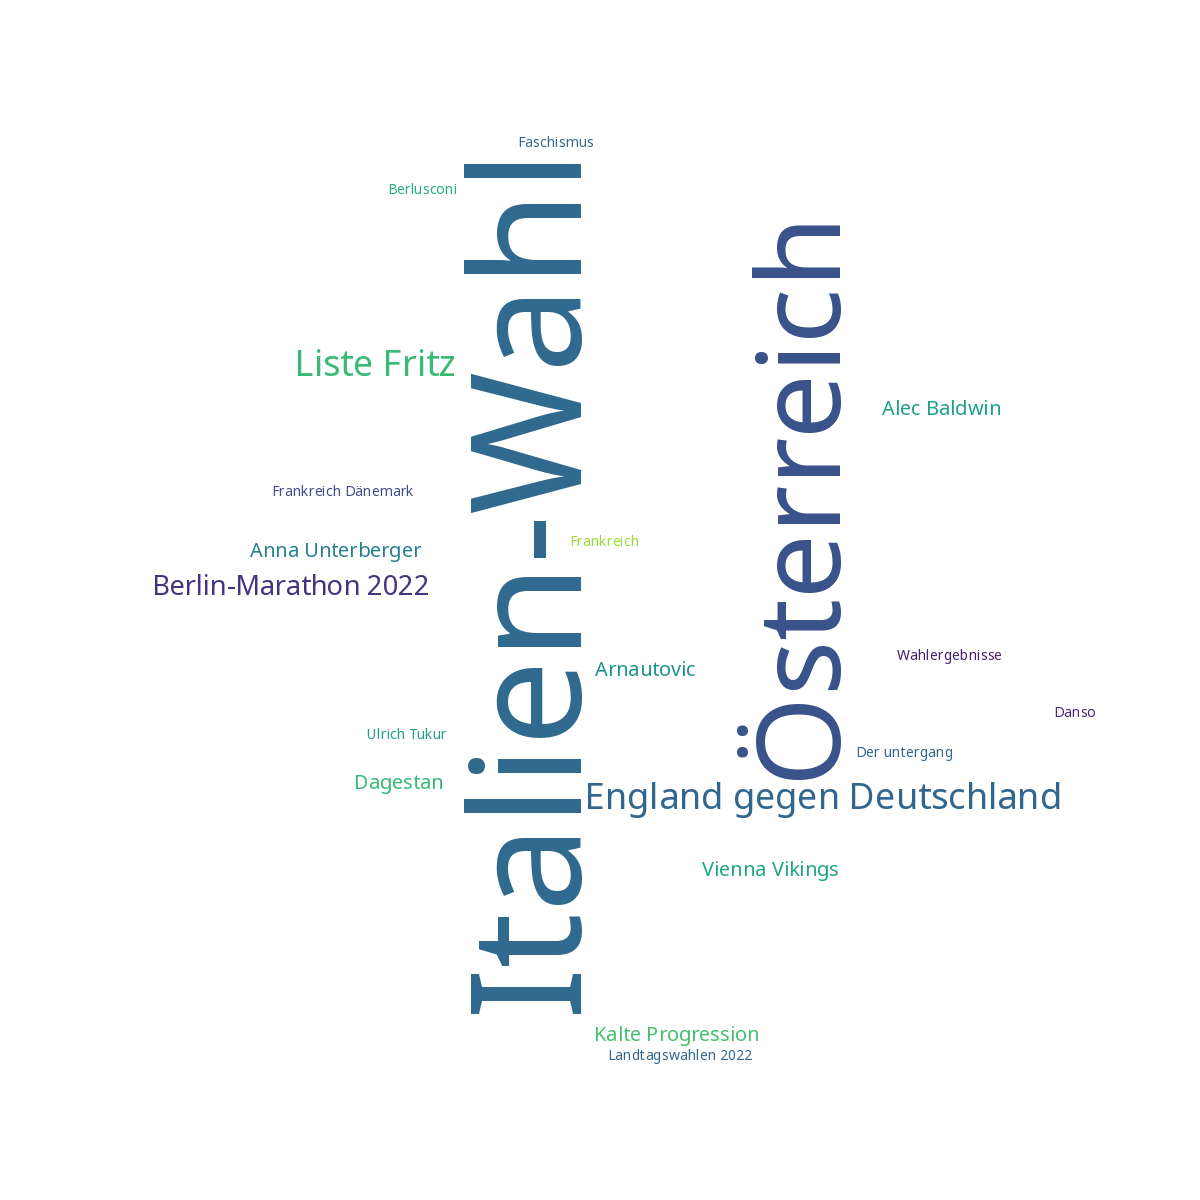 Faschismus
Berlusconi
Italien-Wahl
Österreich
Liste Fritz
Alec Baldwin
Frankreich Dänemark
Frankreich
Anna Unterberger
Berlin-Marathon 2022
Wahlergebnisse
Arnautovic
Danso
Ulrich Tukur
Der untergang
Dagestan
England gegen Deutschland
Vienna Vikings
Kalte Progression
Landtagswahlen 2022